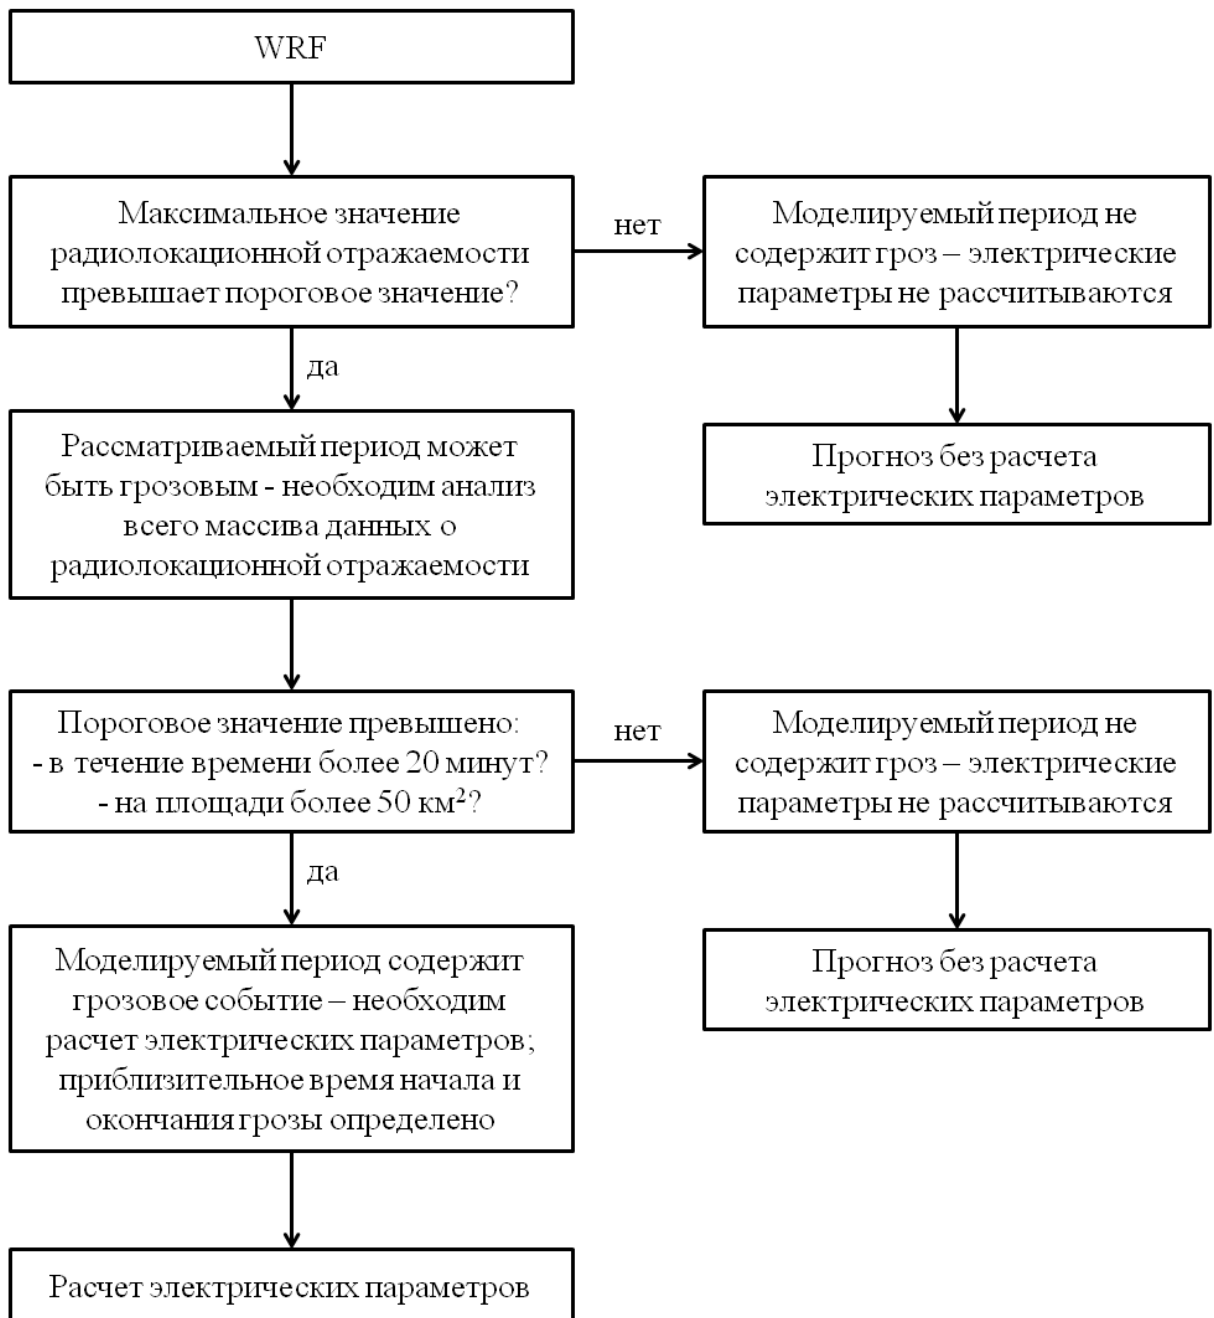 WRF
Максимальное значение
радиолокационной отражаемости
превышает пороговое значение?
нет
Моделируемый период не
содержит гроз – электрические
параметры не рассчитываются
да
Прогноз без расчета
электрических параметров
Рассматриваемый период может
быть грозовым - необходим анализ
всего массива данных о
радиолокационной отражаемости
Пороговое значение превышено:
- в течение времени более 20 минут?
- на площади более 50 км²?
нет
Моделируемый период не
содержит гроз – электрические
параметры не рассчитываются
да
Прогноз без расчета
электрических параметров
Моделируемый период содержит
грозовое событие – необходим
расчет электрических параметров;
приблизительное время начала и
окончания грозы определено
Расчет электрических параметров